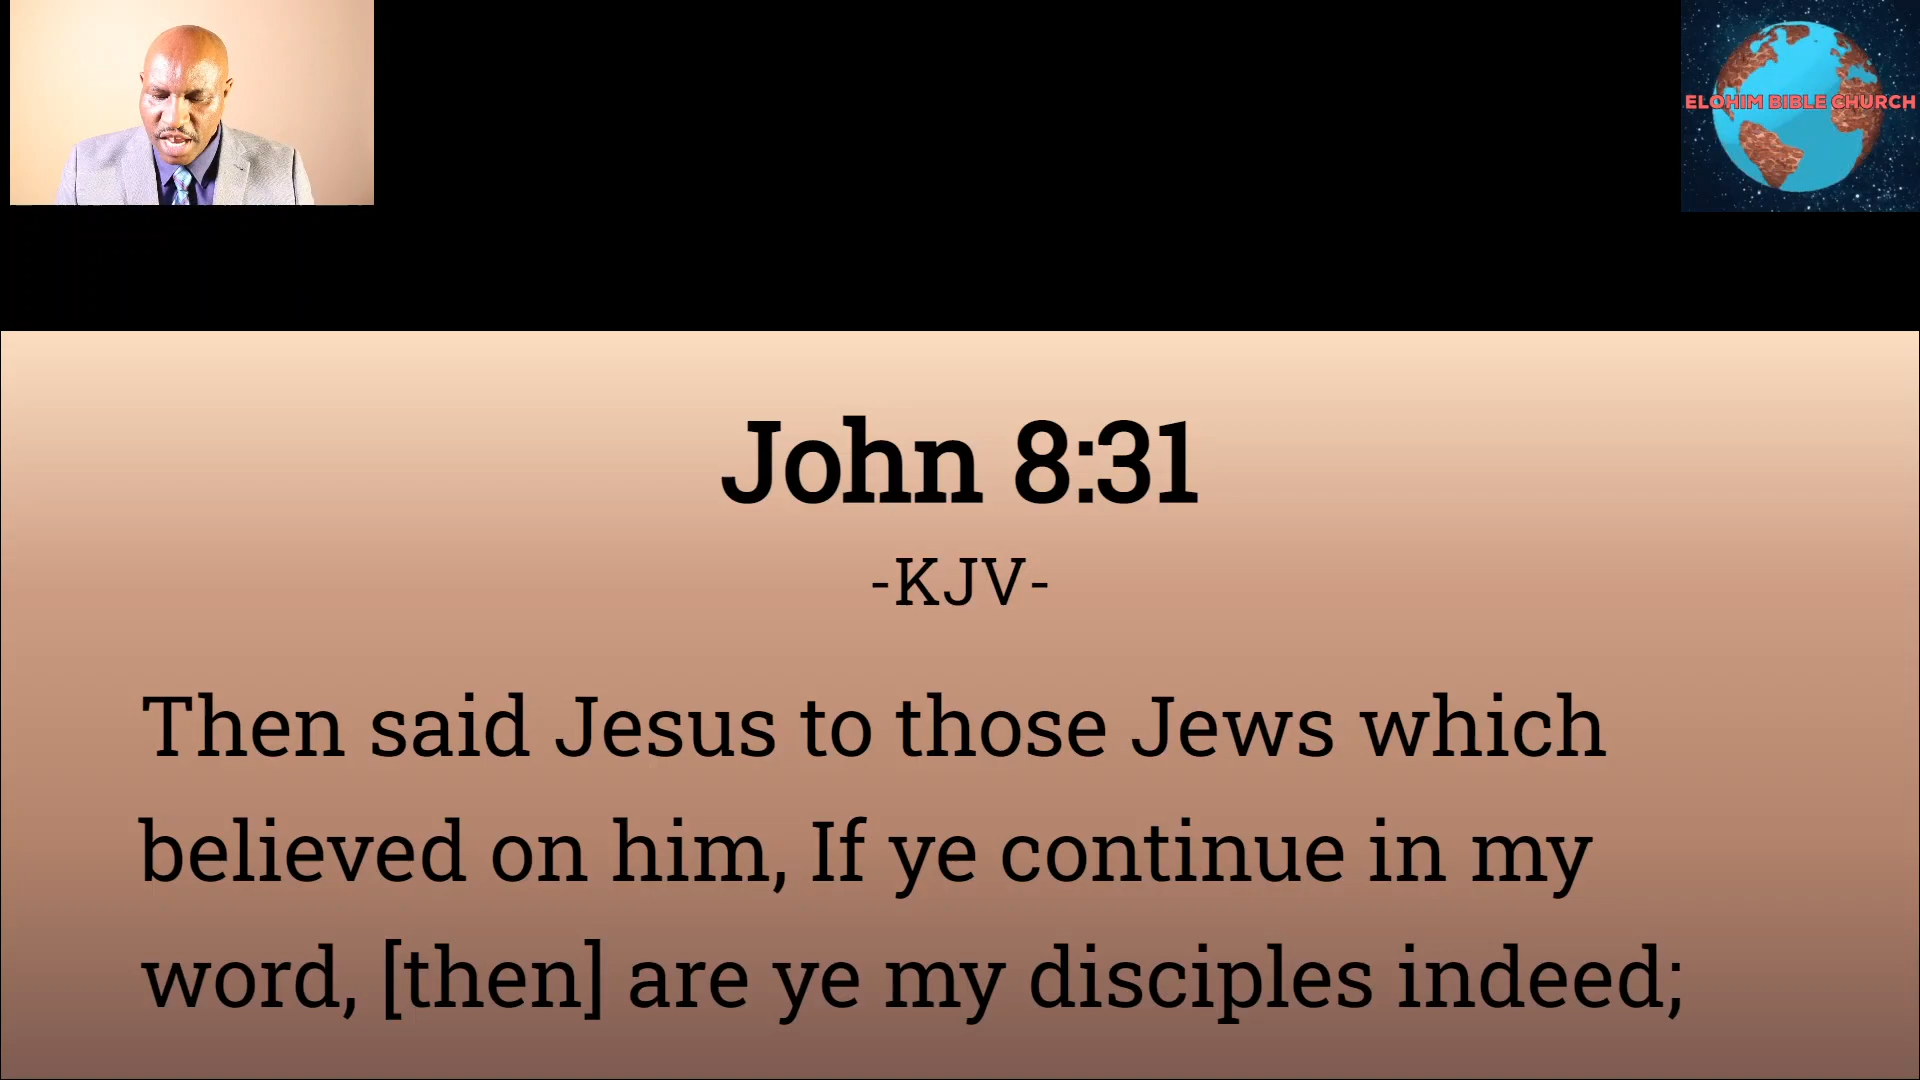 ELOHIM BIBLE CHURCH
John 8:31
-KJV-
Then said Jesus to those Jews which
believed on him, If ye continue in my
word, [then] are ye my disciples indeed;